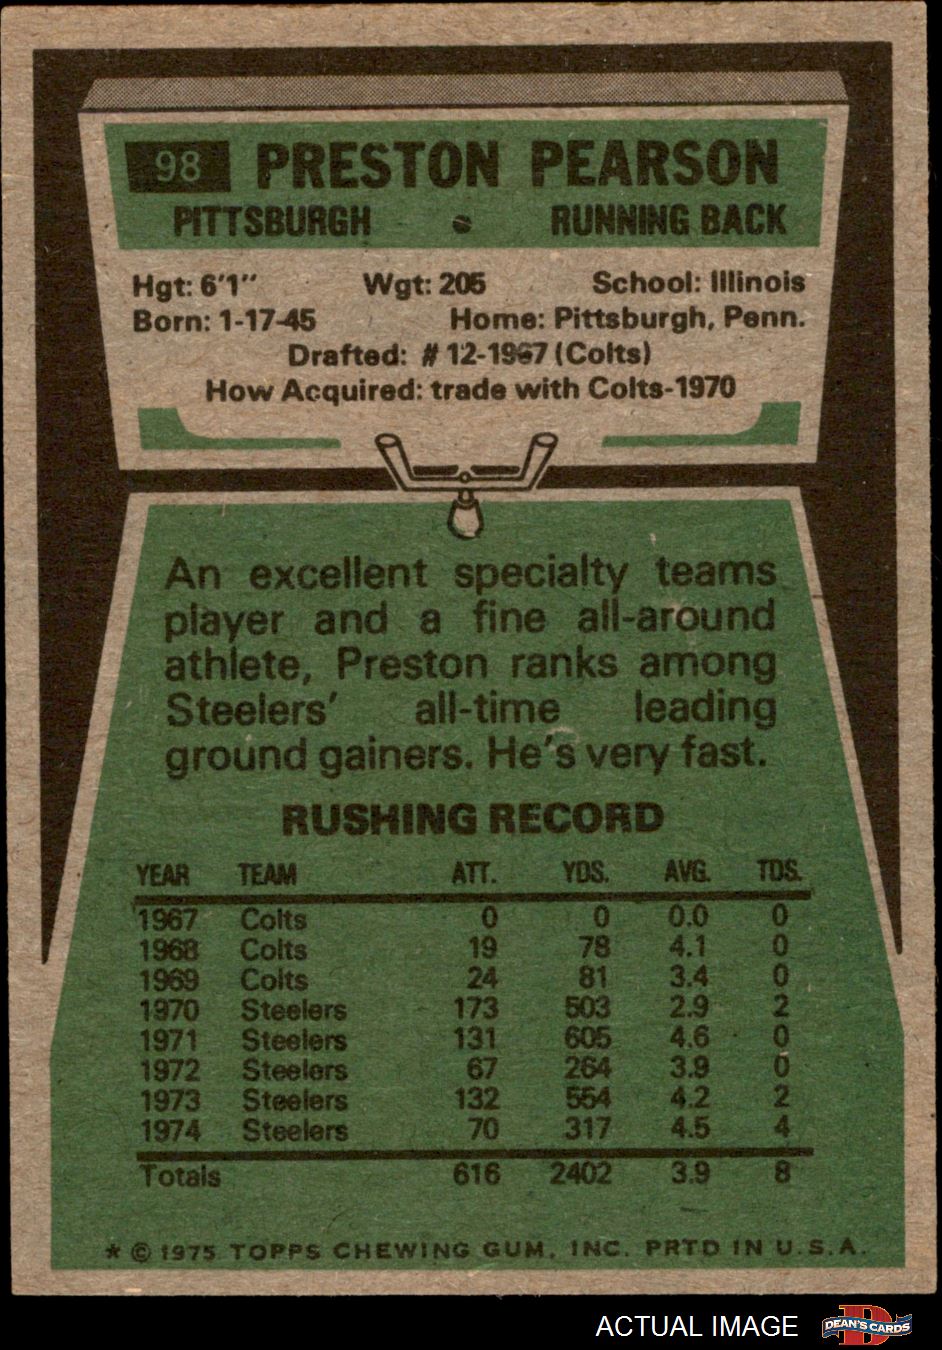 98 PRESTON PEARSON
PITTSBURGH • RUNNING BACK
Hgt: 6'1" Wgt: 205 School: Illinois
Born: 1-17-45 Home: Pittsburgh, Penn.
Drafted: #12-1967 (Colts)
How Acquired: trade with Colts-1970
An excellent specialty teams
player and a fine all-around
athlete, Preston ranks among
Steelers' all-time leading
ground gainers. He's very fast.
RUSHING RECORD
YEAR TEAM ATT. YDS. AVG. TDS.
1967 Colts 0 0 0.0 0
1968 Colts 19 78 4.1 0
1969 Colts 24 81 3.4 0
1970 Steelers 173 503 2.9 2
1971 Steelers 131 605 4.6 0
1972 Steelers 67 264 3.9 0
1973 Steelers 132 554 4.2 2
1974 Steelers 70 317 4.5 4
Totals 616 2402 3.9 8
* © 1975 TOPPS CHEWING GUM, INC. PRTD IN U.S.A.
ACTUAL IMAGE DEAN'S CARDS